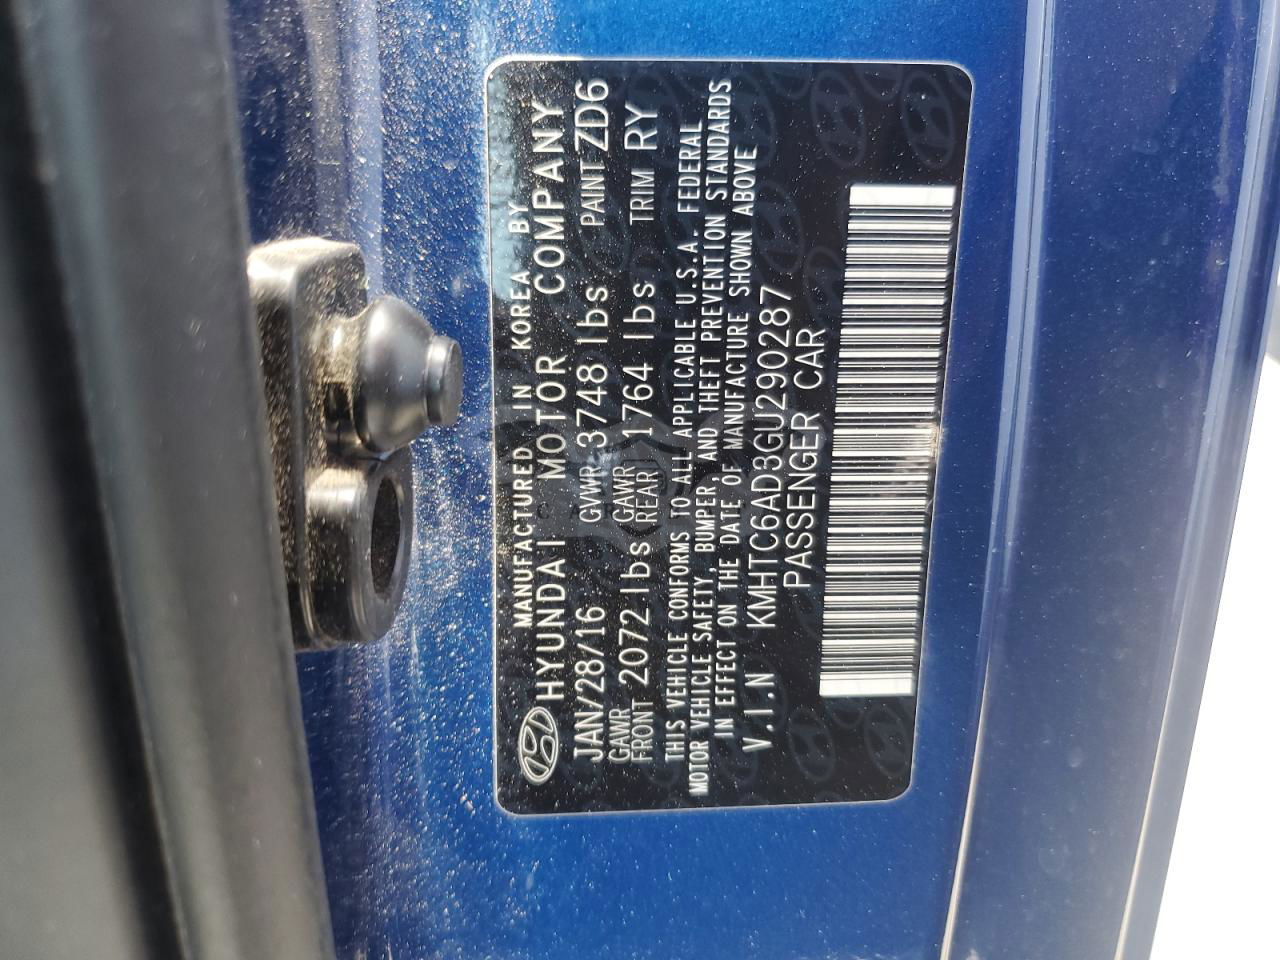 MANUFACTURED IN KOREA BY
HYUNDAI MOTOR COMPANY
JAN/28/16 GVWR 3748 lbs PAINT ZD6
GAWR FRONT 2072 lbs GAWR REAR 1764 lbs TRIM RY
THIS VEHICLE CONFORMS TO ALL APPLICABLE U.S.A. FEDERAL
MOTOR VEHICLE SAFETY, BUMPER, AND THEFT PREVENTION STANDARDS
IN EFFECT ON THE DATE OF MANUFACTURE SHOWN ABOVE
V.I.N KMHTC6AD3GU290287
PASSENGER CAR